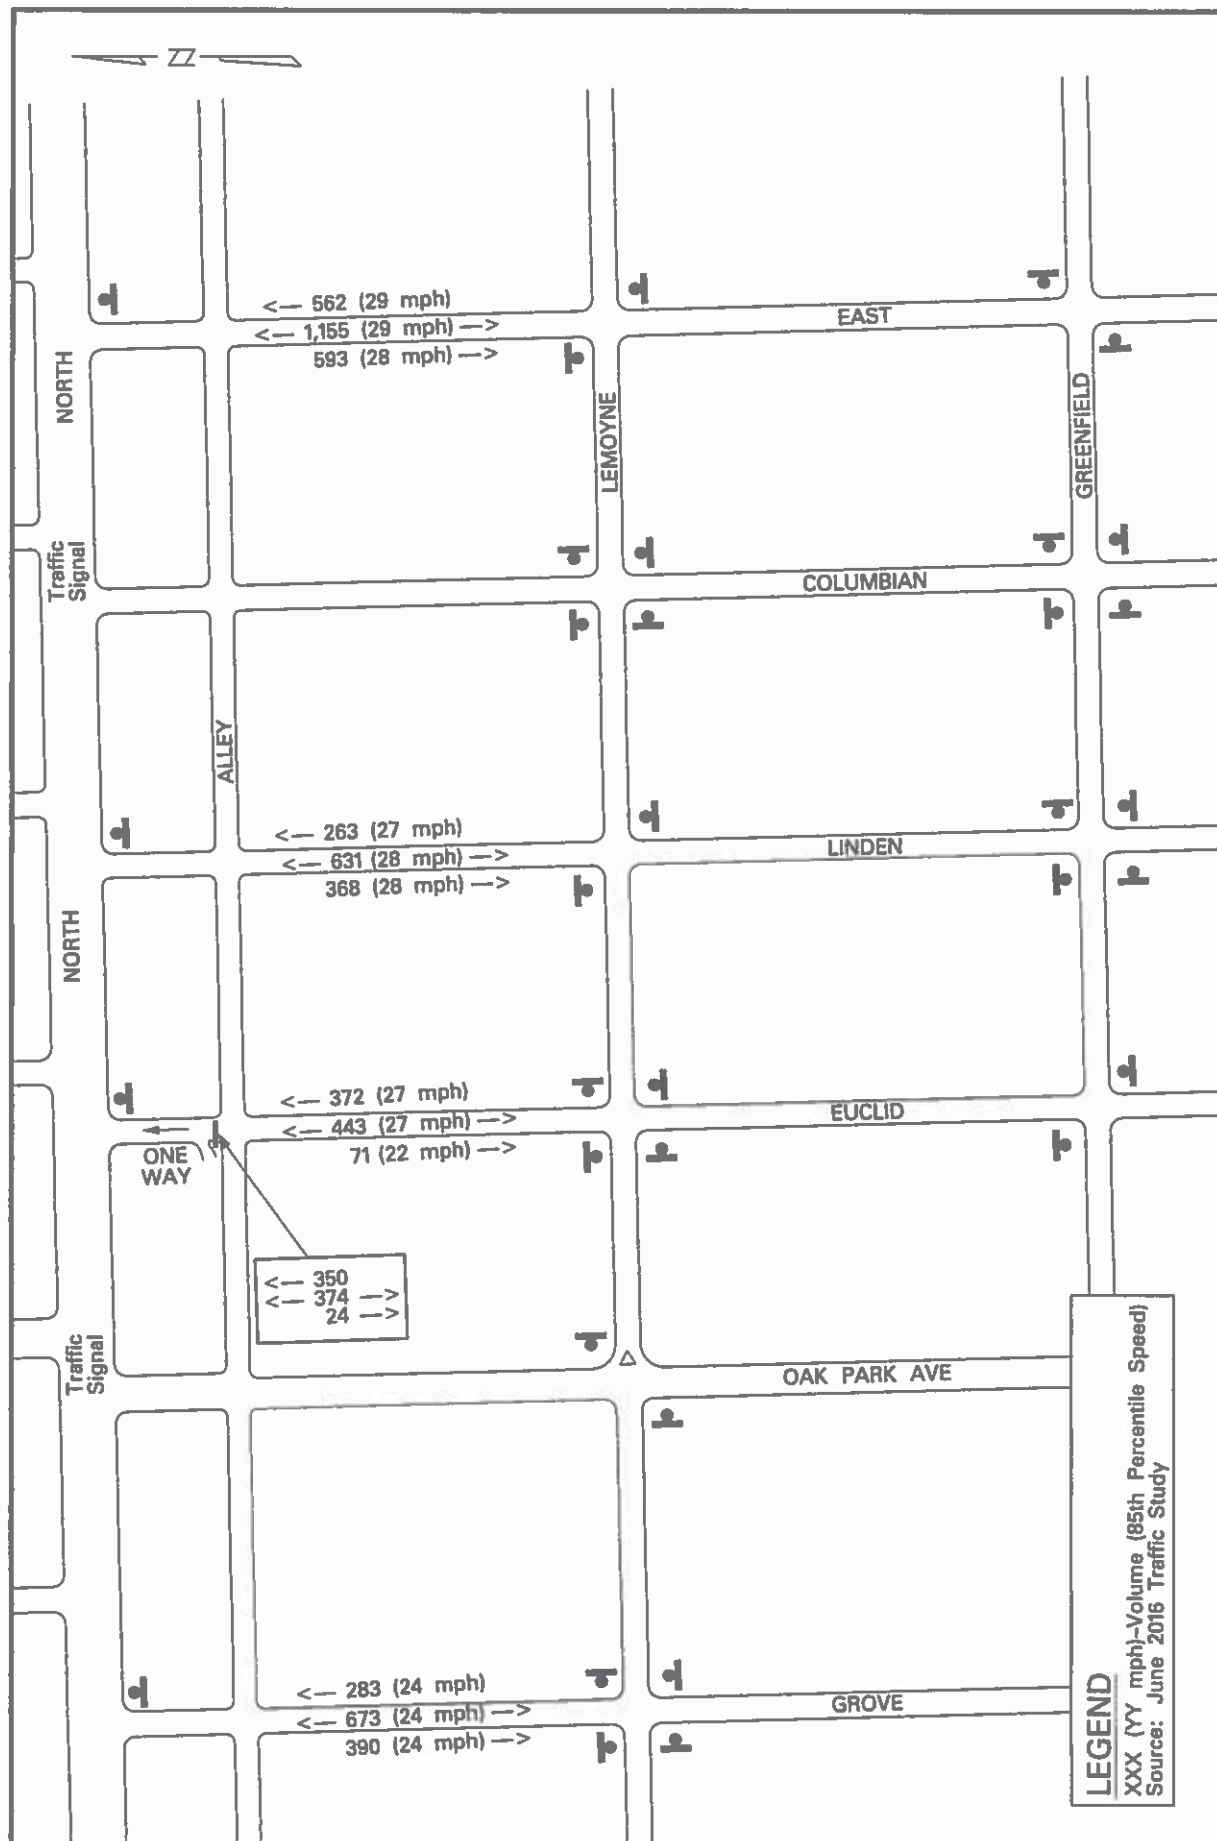 N
<— 562 (29 mph)
<— 1,155 (29 mph) —>
593 (28 mph) —>
EAST
NORTH
LEMOYNE
GREENFIELD
Traffic
Signal
COLUMBIAN
ALLEY
<— 263 (27 mph)
<— 631 (28 mph) —>
368 (28 mph) —>
LINDEN
NORTH
<— 372 (27 mph)
<— 443 (27 mph) —>
71 (22 mph) —>
EUCLID
ONE
WAY
<— 350
<— 374 —>
24 —>
Traffic
Signal
OAK PARK AVE
<— 283 (24 mph)
<— 673 (24 mph) —>
390 (24 mph) —>
GROVE
LEGEND
XXX (YY mph)-Volume (85th Percentile Speed)
Source: June 2016 Traffic Study